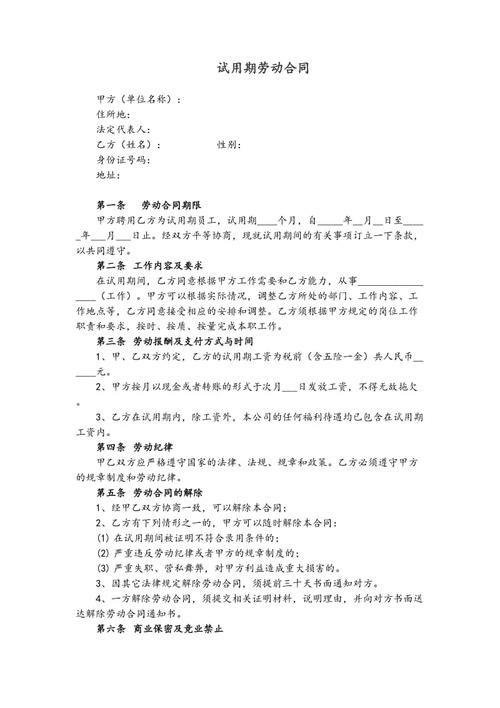 试用期劳动合同
甲方（单位名称）：
住所地：
法定代表人：
乙方（姓名）：  性别：
身份证号码：
地址：
第一条  劳动合同期限
甲方聘用乙方为试用期员工，试用期____个月，自______年__月__日至_____
_年___月___日止。经双方平等协商，现就试用期间的有关事项订立一下条款，
以共同遵守。
第二条 工作内容及要求
在试用期间，乙方同意根据甲方工作需要和乙方能力，从事_______________
____（工作）。甲方可以根据实际情况，调整乙方所处的部门、工作内容、工
作地点等，乙方同意接受相应的安排和调整。乙方须根据甲方规定的岗位工作
职责和要求，按时、按质、按量完成本职工作。
第三条 劳动报酬及支付方式与时间
1、甲、乙双方约定，乙方的试用期工资为税前（含五险一金）共人民币__
____元。
2、甲方按月以现金或者转账的形式于次月___日发放工资，不得无故拖欠
。
3、乙方在试用期内，除工资外，本公司的任何福利待遇均已包含在试用期
工资内。
第四条 劳动纪律
甲乙双方应严格遵守国家的法律、法规、规章和政策。乙方必须遵守甲方
的规章制度和劳动纪律。
第五条 劳动合同的解除
1、经甲乙双方协商一致，可以解除本合同；
2、乙方有下列情形之一的，甲方可以随时解除本合同：
(1) 在试用期间被证明不符合录用条件的；
(2) 严重违反劳动纪律或者甲方的规章制度的；
(3) 严重失职、营私舞弊，对甲方利益造成重大损害的。
3、因其它法律规定解除劳动合同，须提前三十天书面通知对方。
4、一方解除劳动合同，须提交相关证明材料，说明理由，并向对方书面送
达解除劳动合同通知书。
第六条 商业保密及竞业禁止